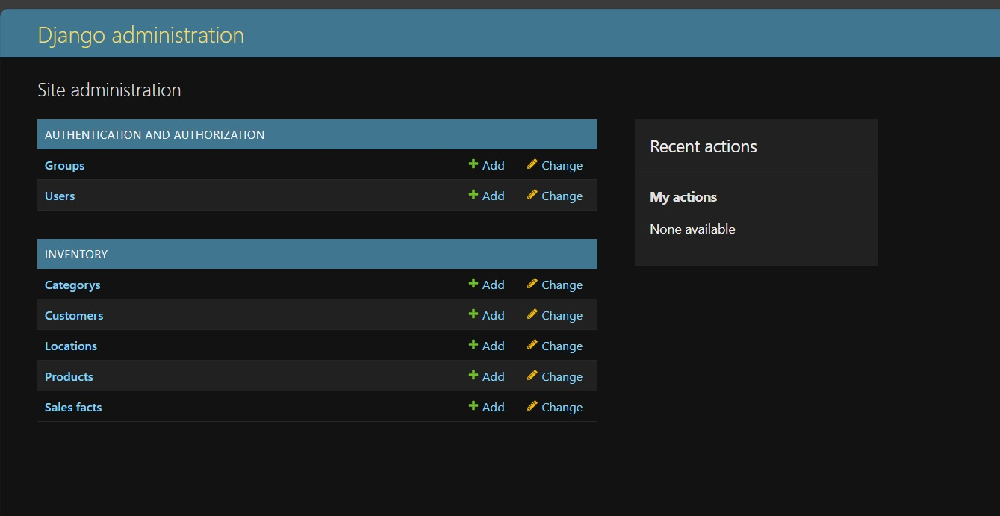 Django administration
Site administration
AUTHENTICATION AND AUTHORIZATION
Groups Add Change
Users Add Change
INVENTORY
Categorys Add Change
Customers Add Change
Locations Add Change
Products Add Change
Sales facts Add Change
Recent actions
My actions
None available